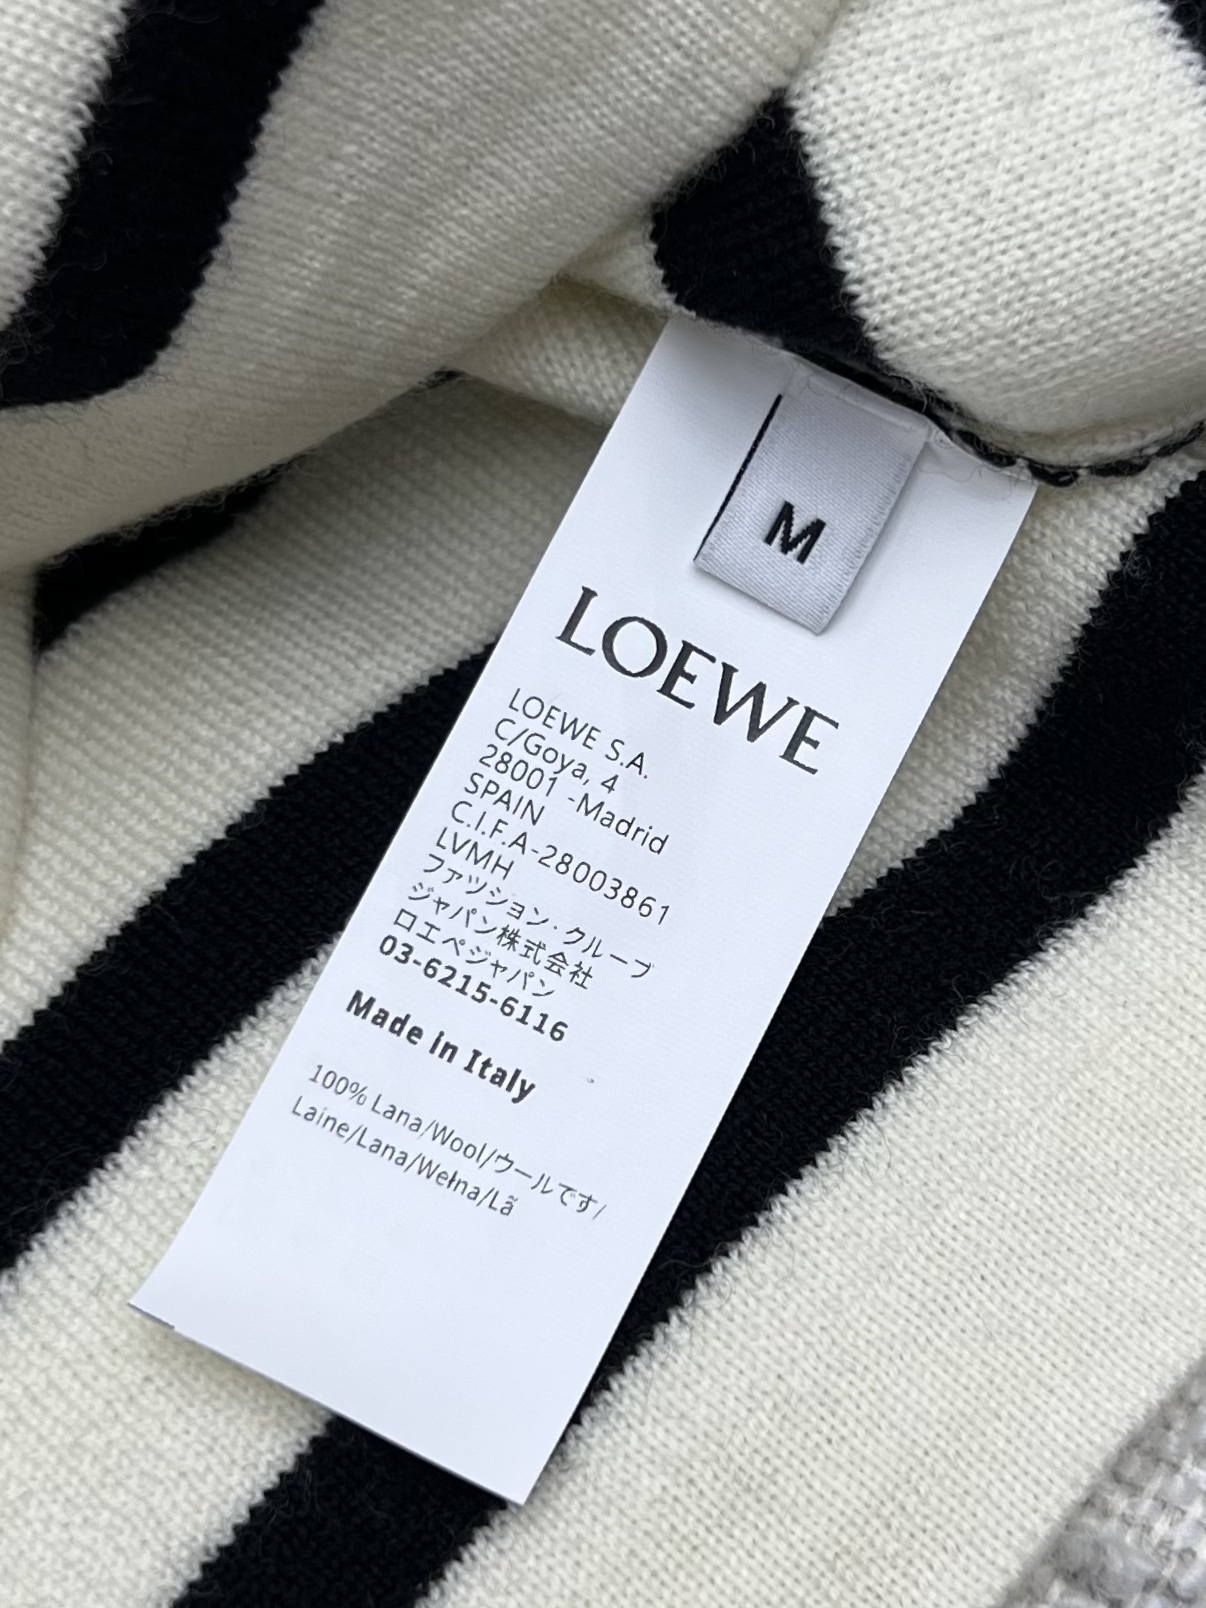 M
LOEWE
LOEWE S.A.
C/Goya, 4
28001 -Madrid
SPAIN
C.I.F.A-28003861
LVMH
ファツション・クループ
ジャパン株式会社
ロエペジャパン
03-6215-6116
Made in Italy
100% Lana/Wool/ウールです/
Laine/Lana/Wełna/Lã